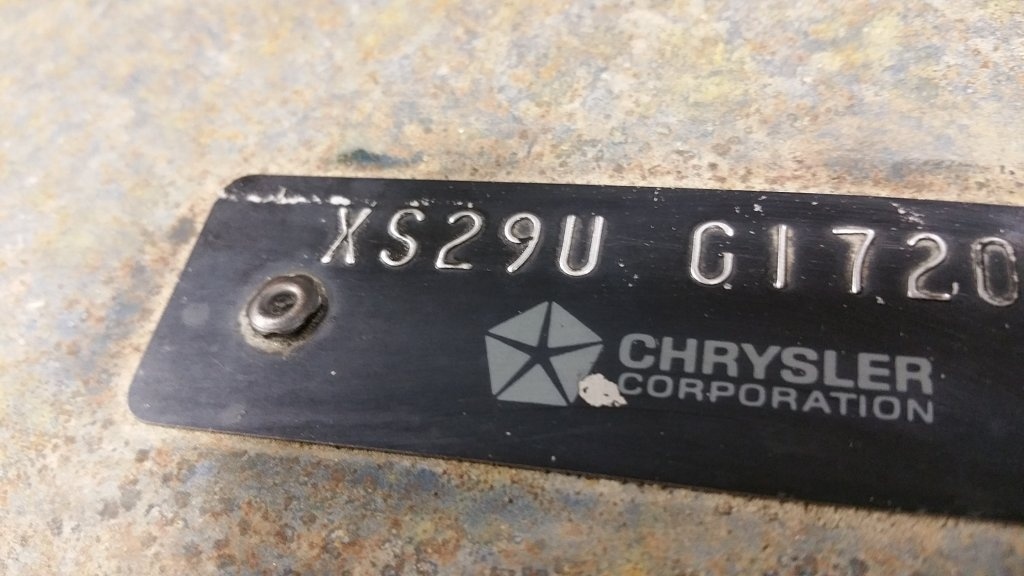 XS29U G1720
CHRYSLER
CORPORATION